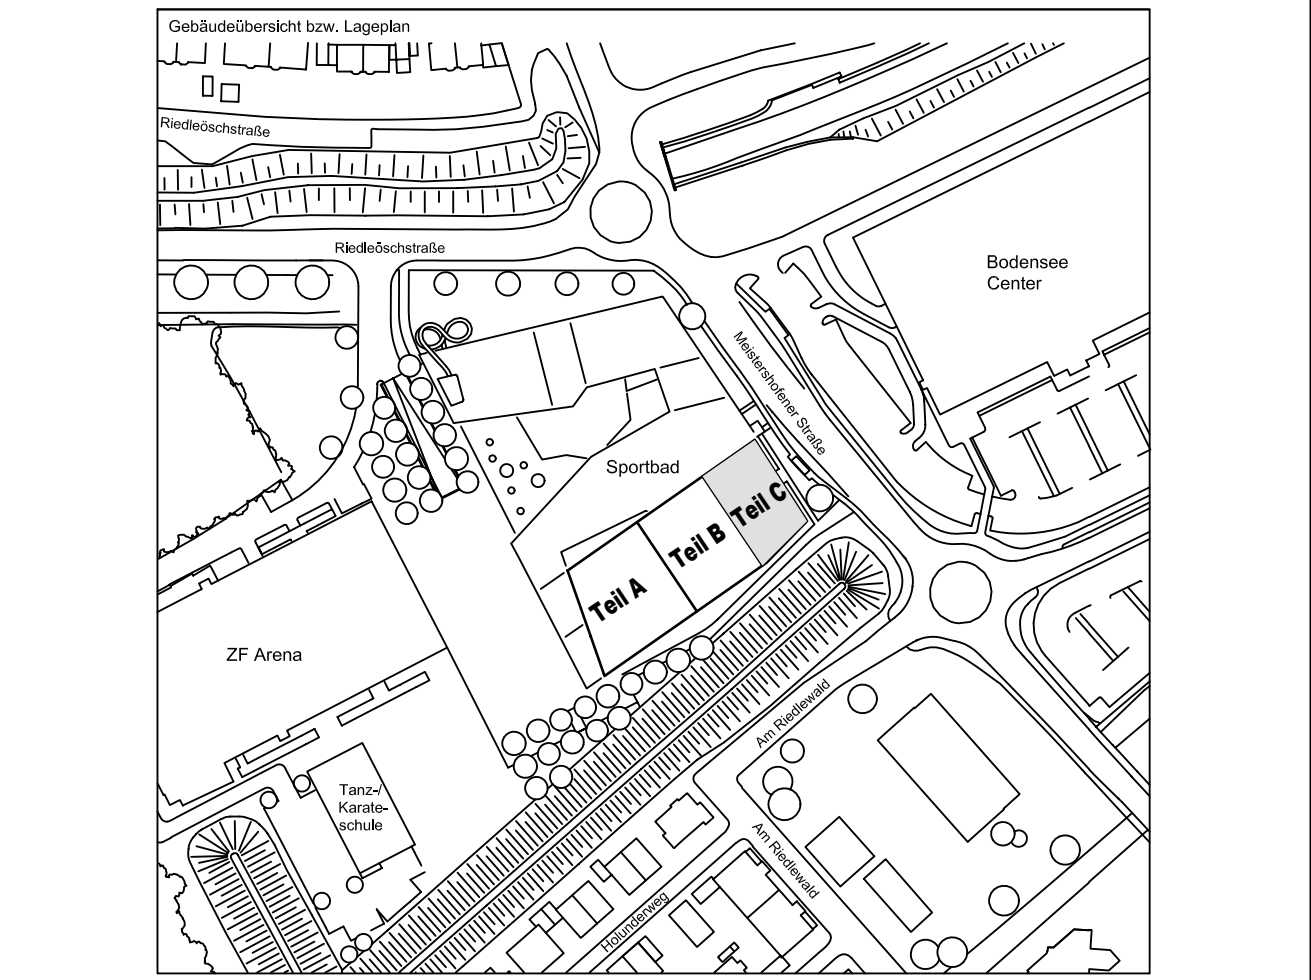 Gebäudeübersicht bzw. Lageplan
Riedleöschstraße
Riedleöschstraße
Bodensee
Center
Meistershofener Straße
Sportbad
Teil C
Teil B
Teil A
ZF Arena
Am Riedlewald
Tanz-/
Karate-
schule
Am Riedlewald
Holunderweg